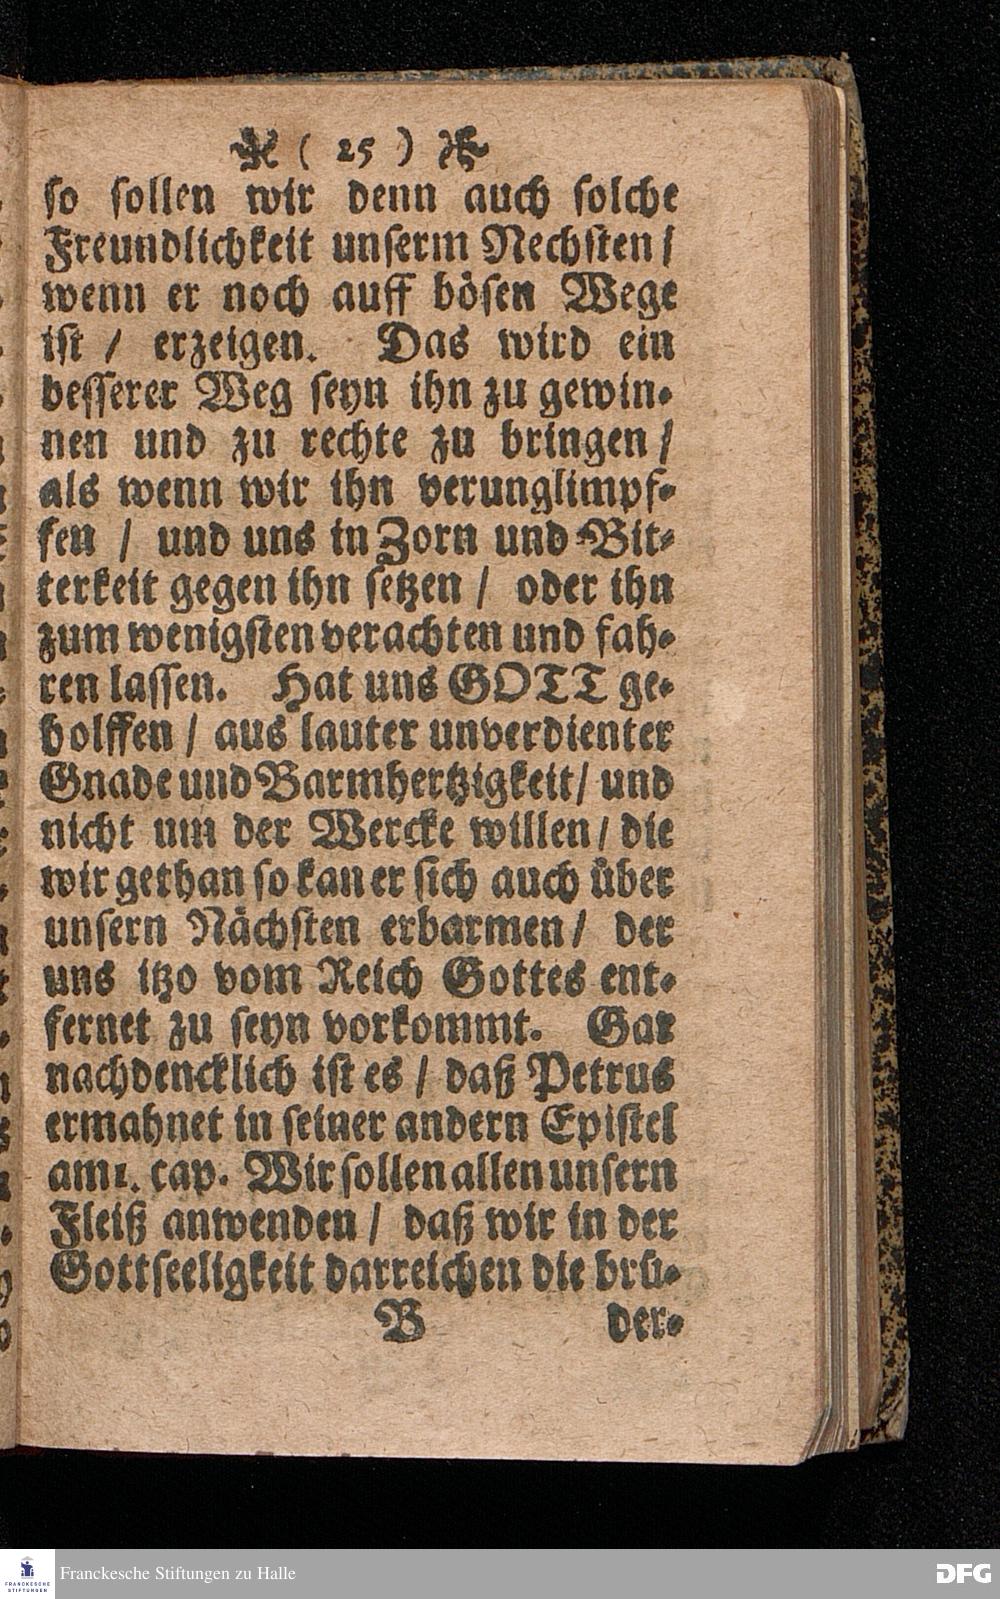 ( 25 )
so sollen wir denn auch solche
Freundlichkeit unserm Nechsten /
wenn er noch auff bösen Wege
ist / erzeigen. Das wird ein
besserer Weg seyn ihn zu gewin-
nen und zu rechte zu bringen /
als wenn wir ihn verunglimpf-
fen / und uns in Zorn und Bit-
terkeit gegen ihn setzen / oder ihn
zum wenigsten verachten und fah-
ren lassen. Hat uns GOTT ge-
holffen / aus lauter unverdienter
Gnade und Barmhertzigkeit / und
nicht um der Wercke willen / die
wir gethan so kan er sich auch über
unsern Nächsten erbarmen / der
uns itzo vom Reich Gottes ent-
fernet zu seyn vorkommt. Gar
nachdencklich ist es / daß Petrus
ermahnet in seiner andern Epistel
am 1. cap. Wir sollen allen unsern
Fleiß anwenden / daß wir in der
Gottseeligkeit darreichen die brü-
B der-
FRANCKESCHE STIFTUNGEN
Franckesche Stiftungen zu Halle
DFG